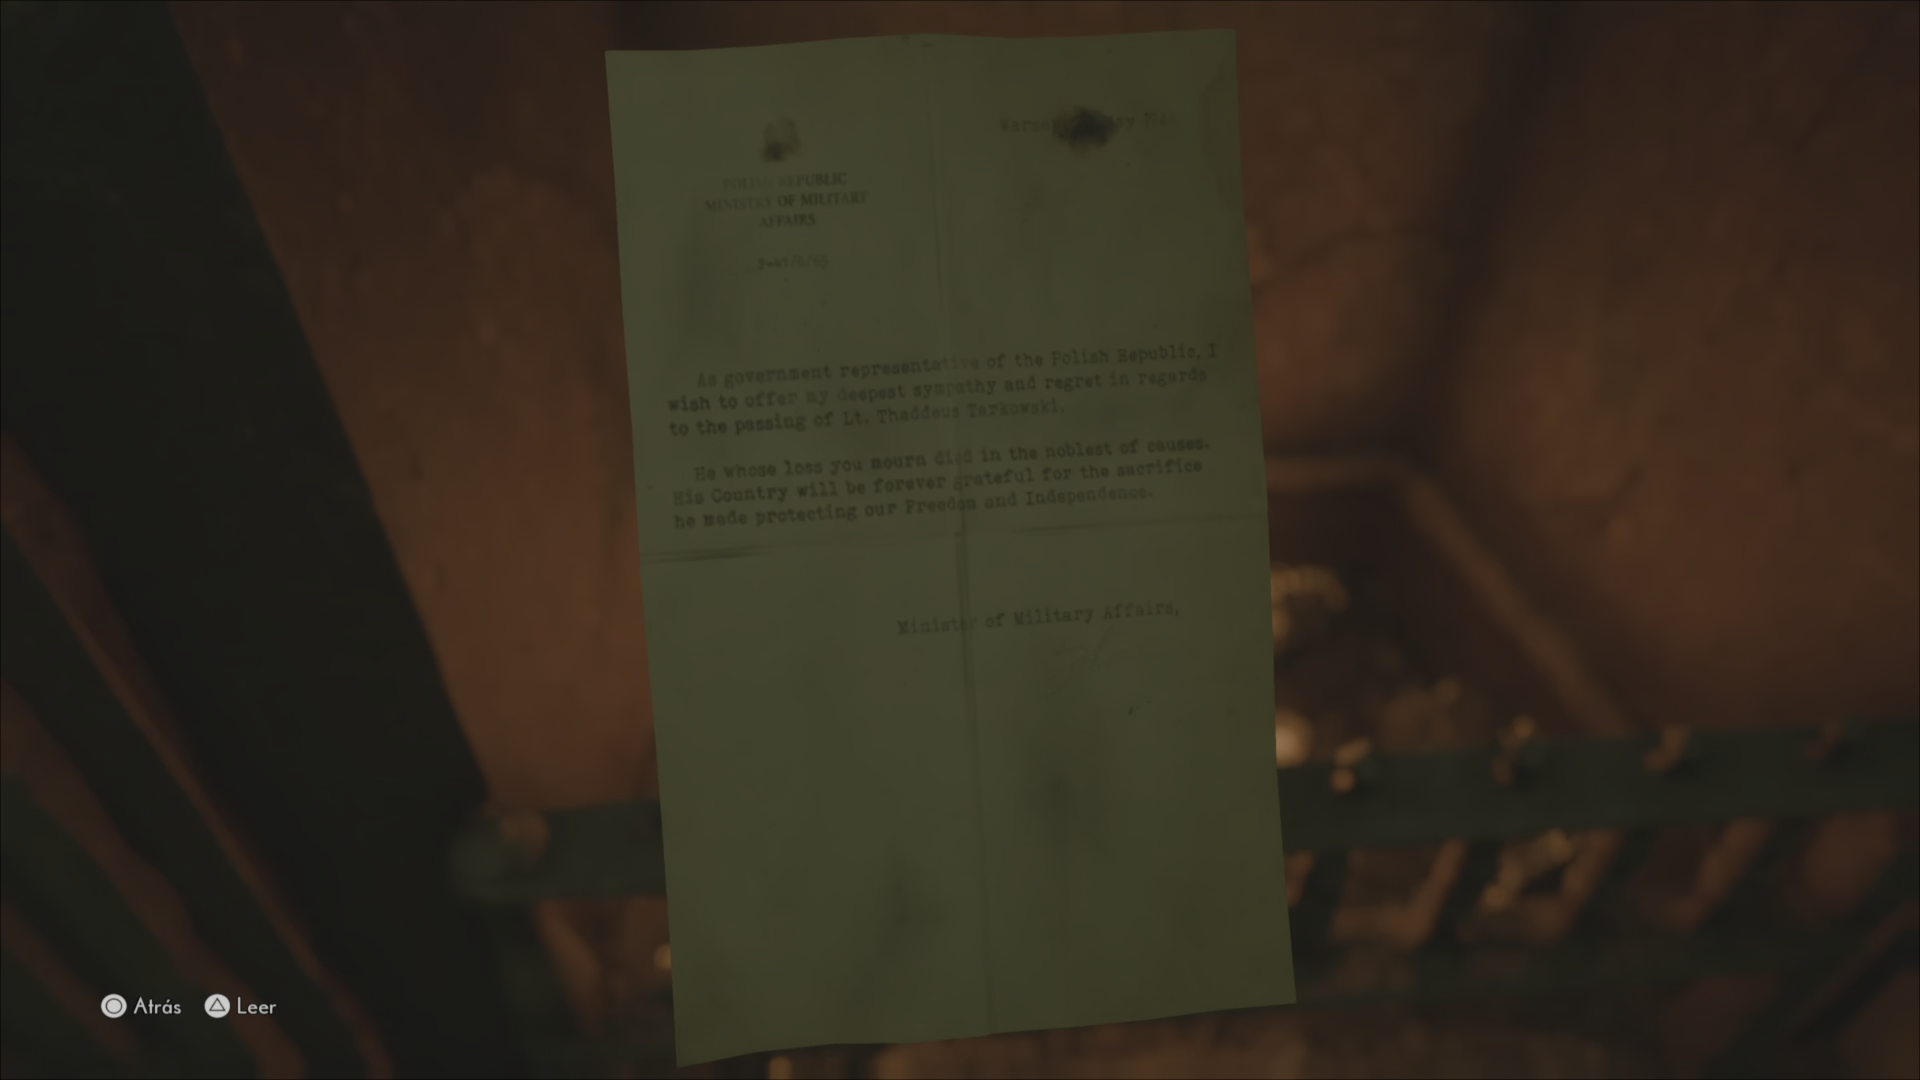 REPUBLIC
MINISTRY OF MILITARY
AFFAIRS
As government representative of the Polish Republic, I
wish to offer my deepest sympathy and regret in regards
to the passing of Lt. Thaddeus Tarkowski.
He whose loss you mourn died in the noblest of causes.
His Country will be forever grateful for the sacrifice
he made protecting our Freedom and Independence.
Minister of Military Affairs,
Atrás
Leer